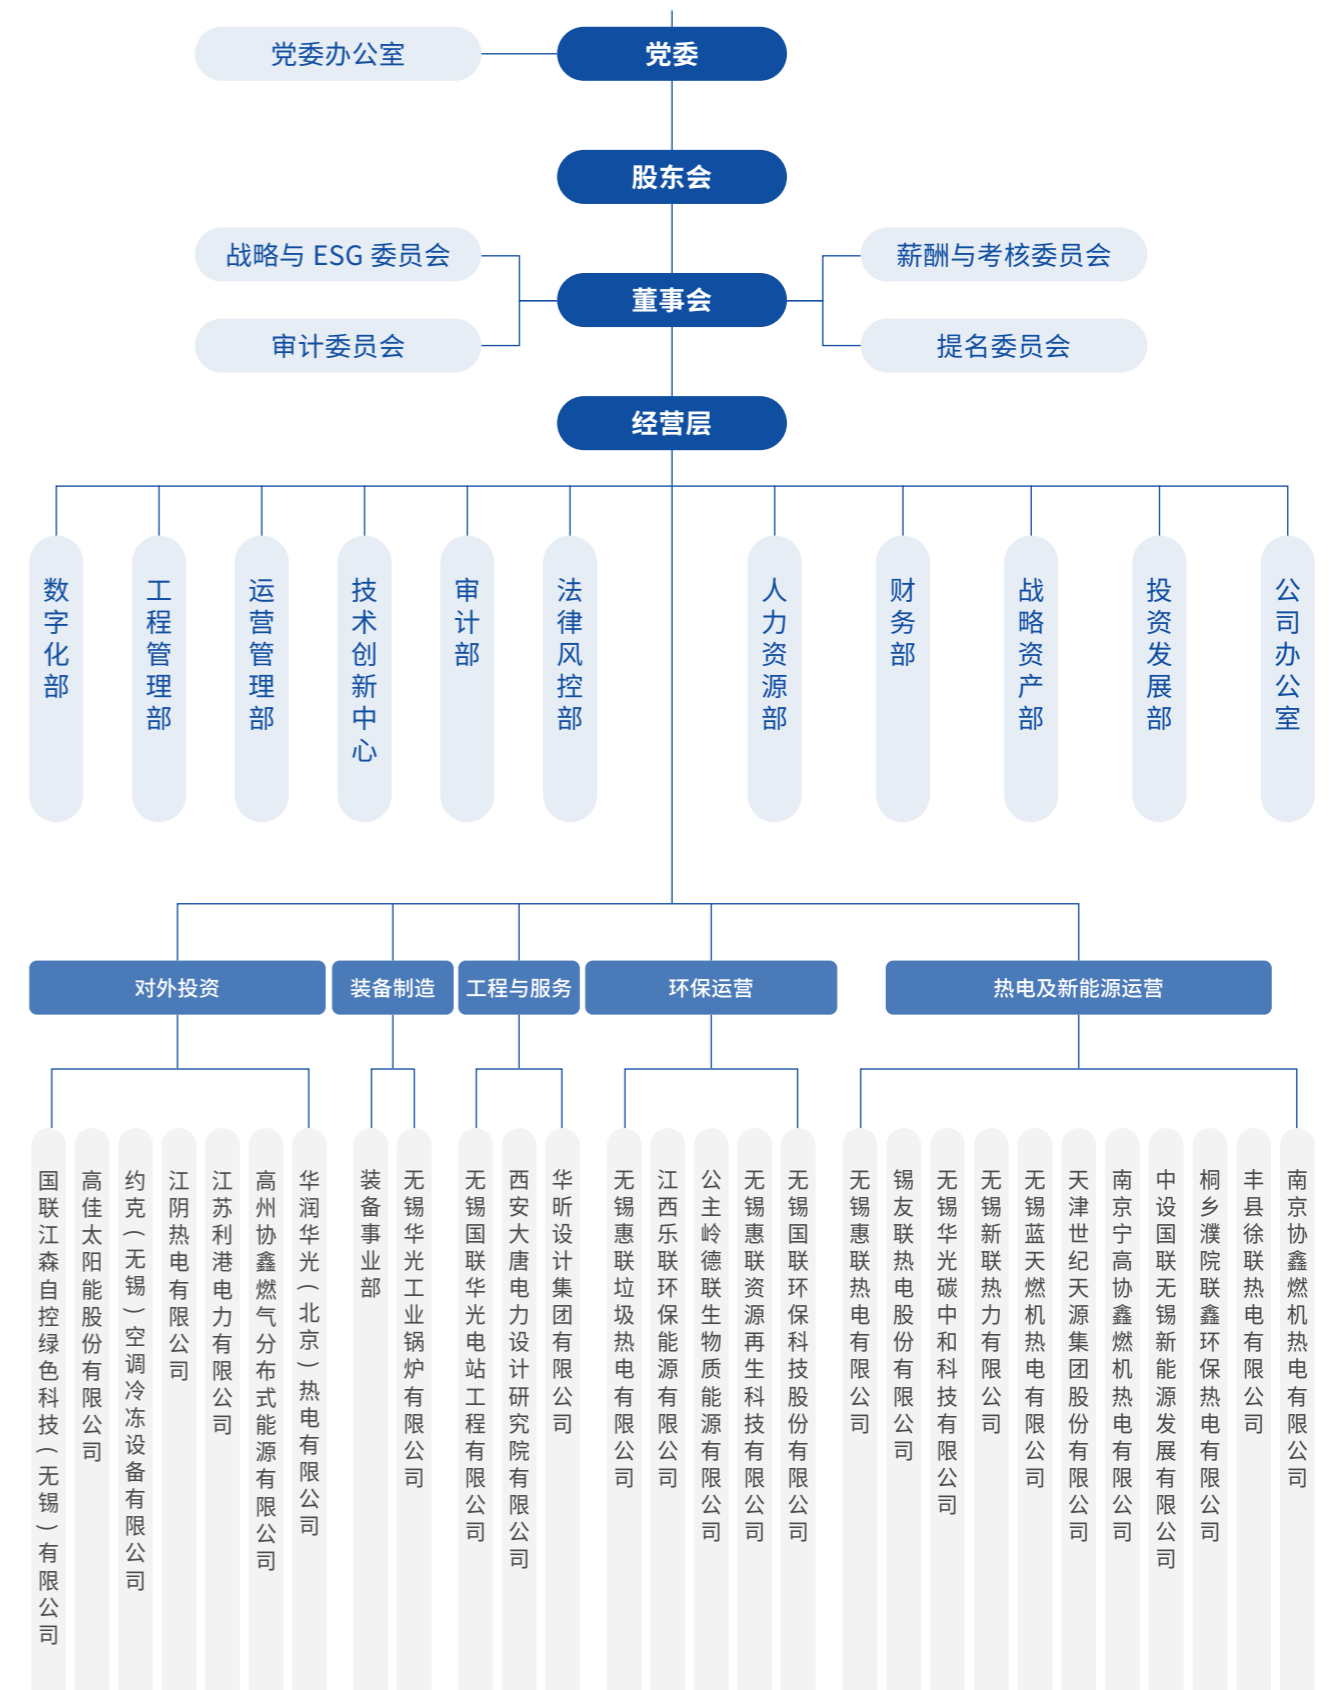 党委办公室
党委
股东会
战略与 ESG 委员会
薪酬与考核委员会
董事会
审计委员会
提名委员会
经营层
数字化部
工程管理部
运营管理部
技术创新中心
审计部
法律风控部
人力资源部
财务部
战略资产部
投资发展部
公司办公室
对外投资
装备制造
工程与服务
环保运营
热电及新能源运营
国联江森自控绿色科技(无锡)有限公司
高佳太阳能股份有限公司
约克(无锡)空调冷冻设备有限公司
江阴热电有限公司
江苏利港电力有限公司
高州协鑫燃气分布式能源有限公司
华润华光(北京)热电有限公司
装备事业部
无锡华光工业锅炉有限公司
无锡国联华光电站工程有限公司
西安大唐电力设计研究院有限公司
华昕设计集团有限公司
无锡惠联垃圾热电有限公司
江西乐联环保能源有限公司
公主岭德联生物质能源有限公司
无锡惠联资源再生科技有限公司
无锡国联环保科技股份有限公司
无锡惠联热电有限公司
锡友联热电股份有限公司
无锡华光碳中和科技有限公司
无锡新联热力有限公司
无锡蓝天燃机热电有限公司
天津世纪天源集团股份有限公司
南京宁高协鑫燃机热电有限公司
中设国联无锡新能源发展有限公司
桐乡濮院联鑫环保热电有限公司
丰县徐联热电有限公司
南京协鑫燃机热电有限公司